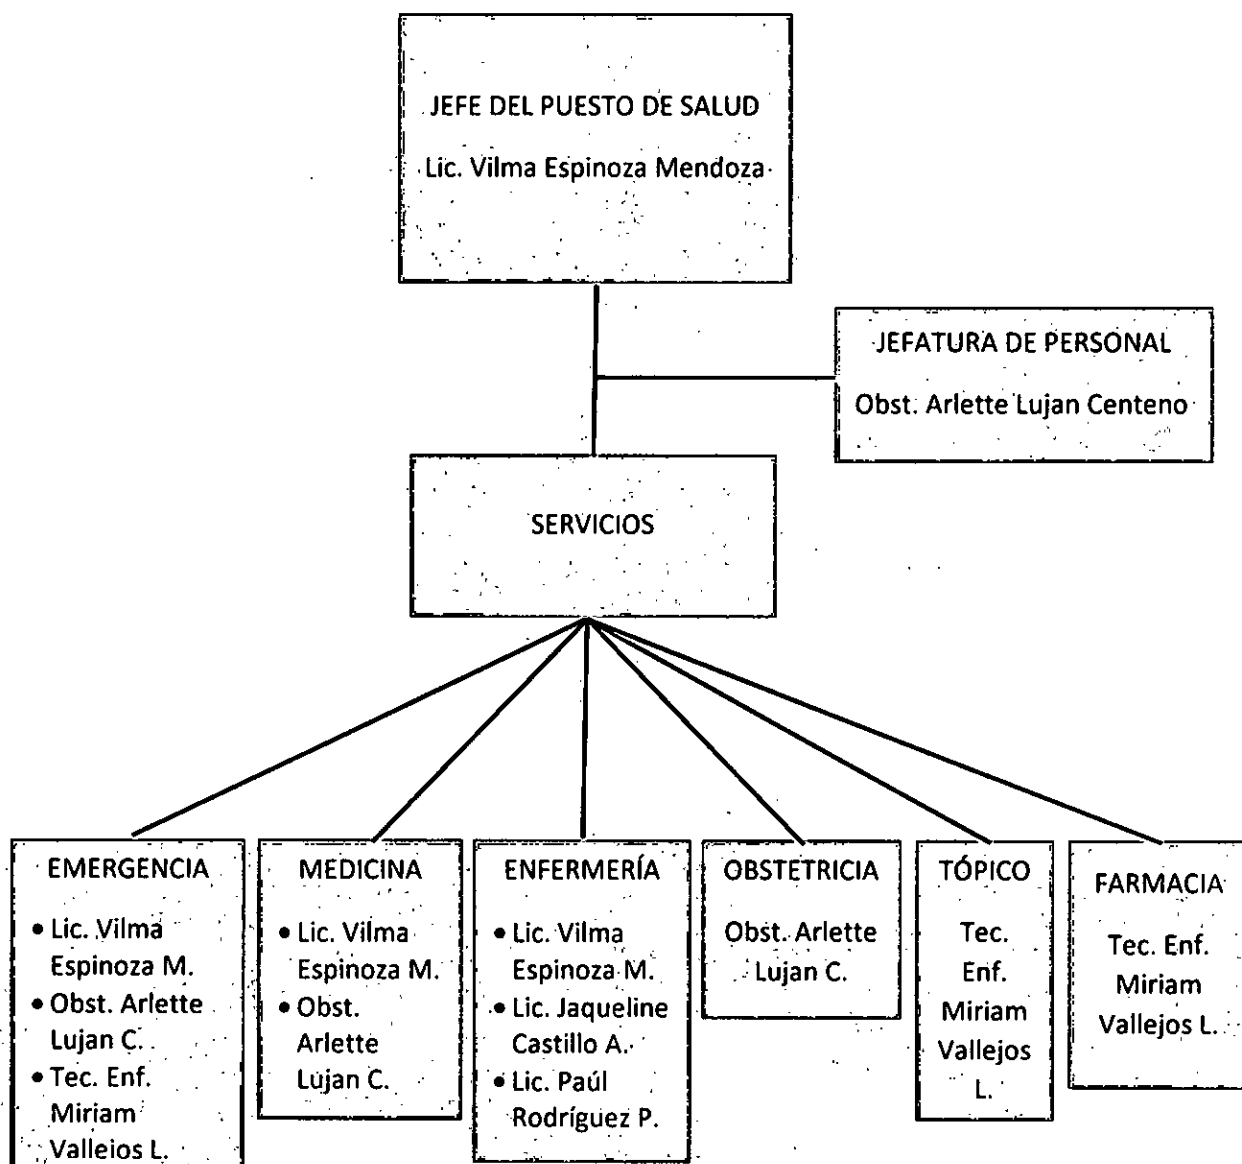 JEFE DEL PUESTO DE SALUD
Lic. Vilma Espinoza Mendoza
JEFATURA DE PERSONAL
Obst. Arlette Lujan Centeno
SERVICIOS
EMERGENCIA
• Lic. Vilma
Espinoza M.
• Obst. Arlette
Lujan C.
• Tec. Enf.
Miriam
Vallejos L.
MEDICINA
• Lic. Vilma
Espinoza M.
• Obst.
Arlette
Lujan C.
ENFERMERÍA
• Lic. Vilma
Espinoza M.
• Lic. Jaqueline
Castillo A.
• Lic. Paúl
Rodríguez P.
OBSTETRICIA
Obst. Arlette
Lujan C.
TÓPICO
Tec.
Enf.
Miriam
Vallejos
L.
FARMACIA
Tec. Enf.
Miriam
Vallejos L.